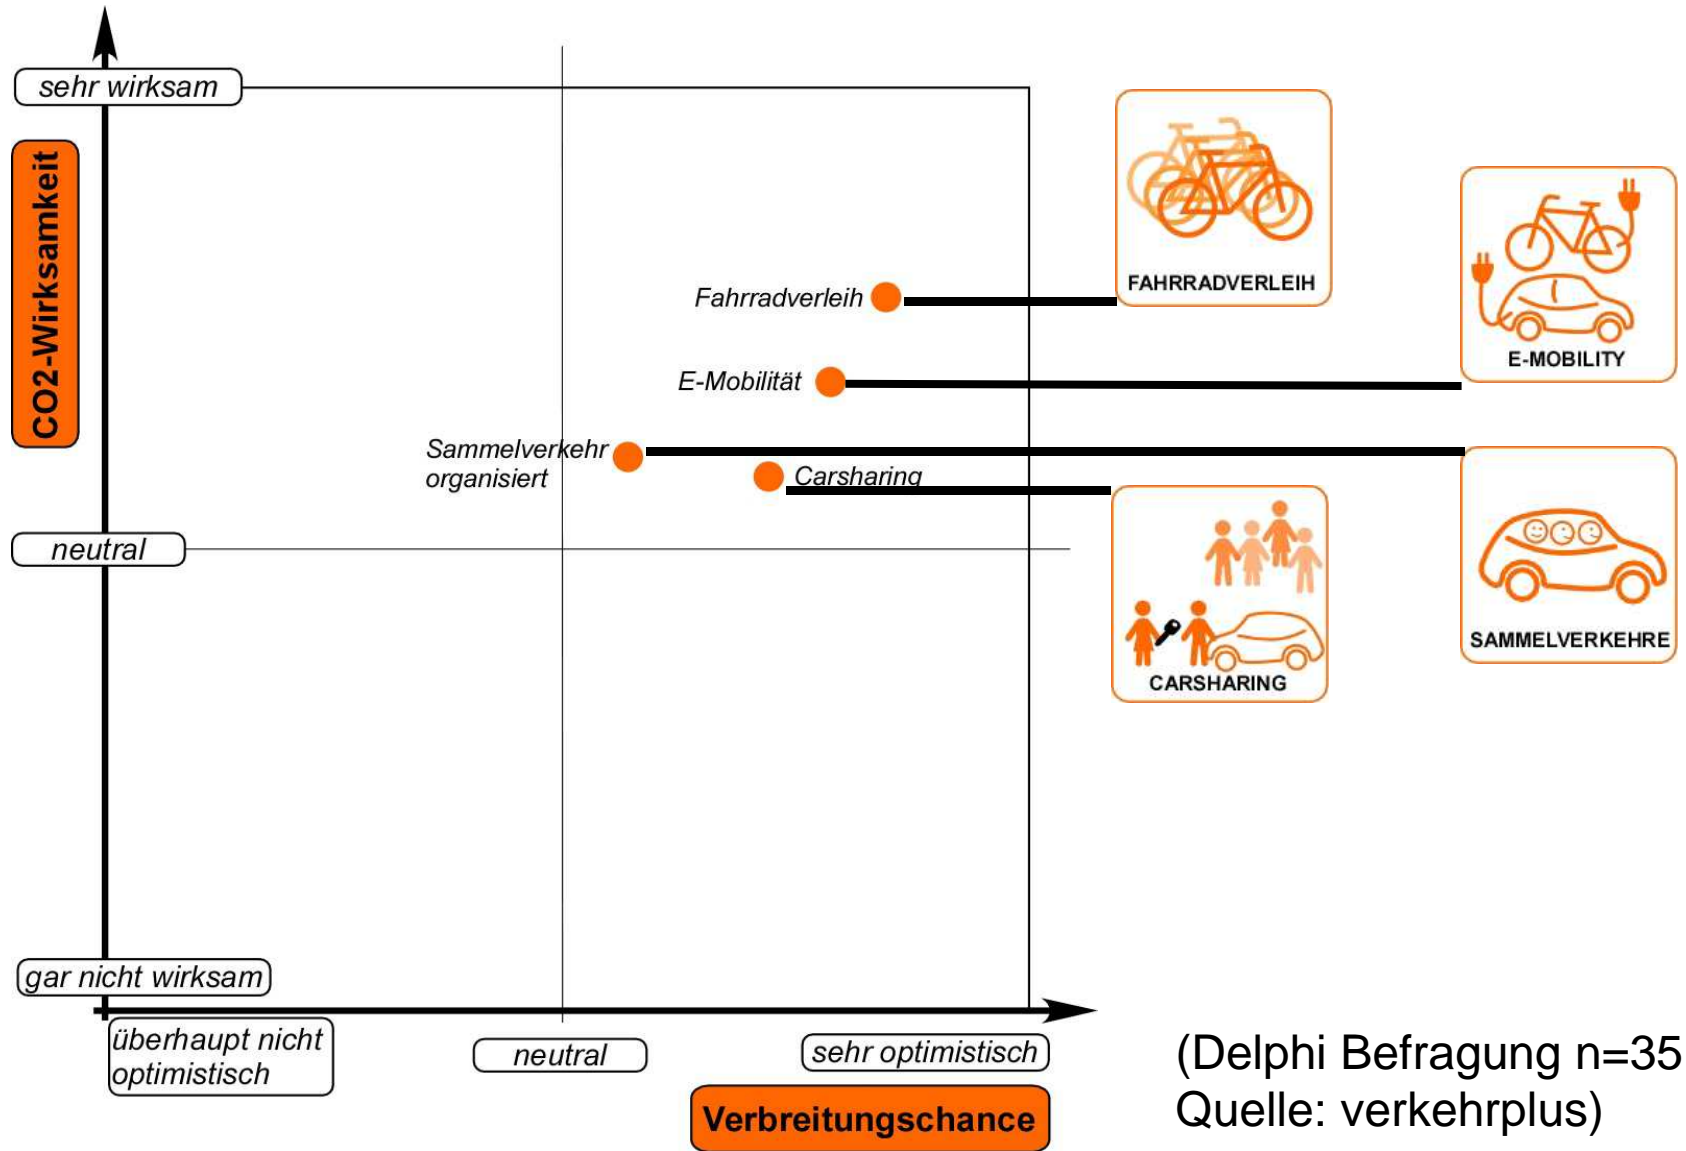 sehr wirksam
CO2-Wirksamkeit
FAHRRADVERLEIH
Fahrradverleih
E-MOBILITY
E-Mobilität
Sammelverkehr
organisiert
Carsharing
neutral
SAMMELVERKEHRE
CARSHARING
gar nicht wirksam
überhaupt nicht
optimistisch
neutral
sehr optimistisch
Verbreitungschance
(Delphi Befragung n=35
Quelle: verkehrplus)